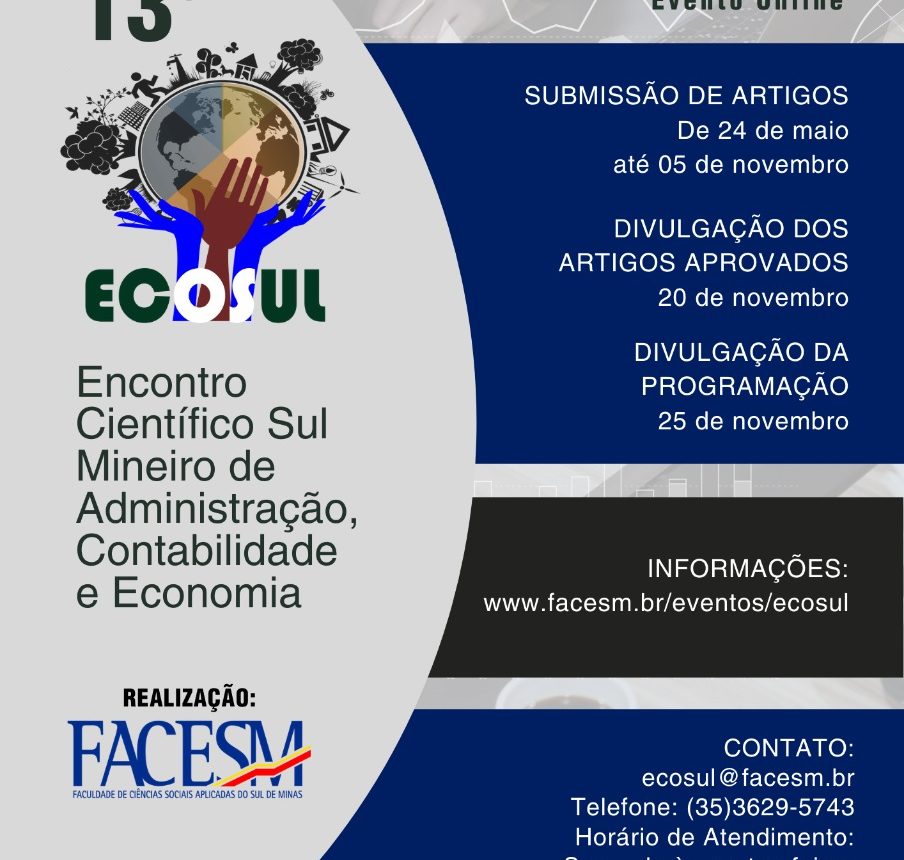 13º
ECOSUL
Encontro
Científico Sul
Mineiro de
Administração,
Contabilidade
e Economia
REALIZAÇÃO:
FACESM
FACULDADE DE CIÊNCIAS SOCIAIS APLICADAS DO SUL DE MINAS
Evento Online
SUBMISSÃO DE ARTIGOS
De 24 de maio
até 05 de novembro
DIVULGAÇÃO DOS
ARTIGOS APROVADOS
20 de novembro
DIVULGAÇÃO DA
PROGRAMAÇÃO
25 de novembro
INFORMAÇÕES:
www.facesm.br/eventos/ecosul
CONTATO:
ecosul@facesm.br
Telefone: (35)3629-5743
Horário de Atendimento: